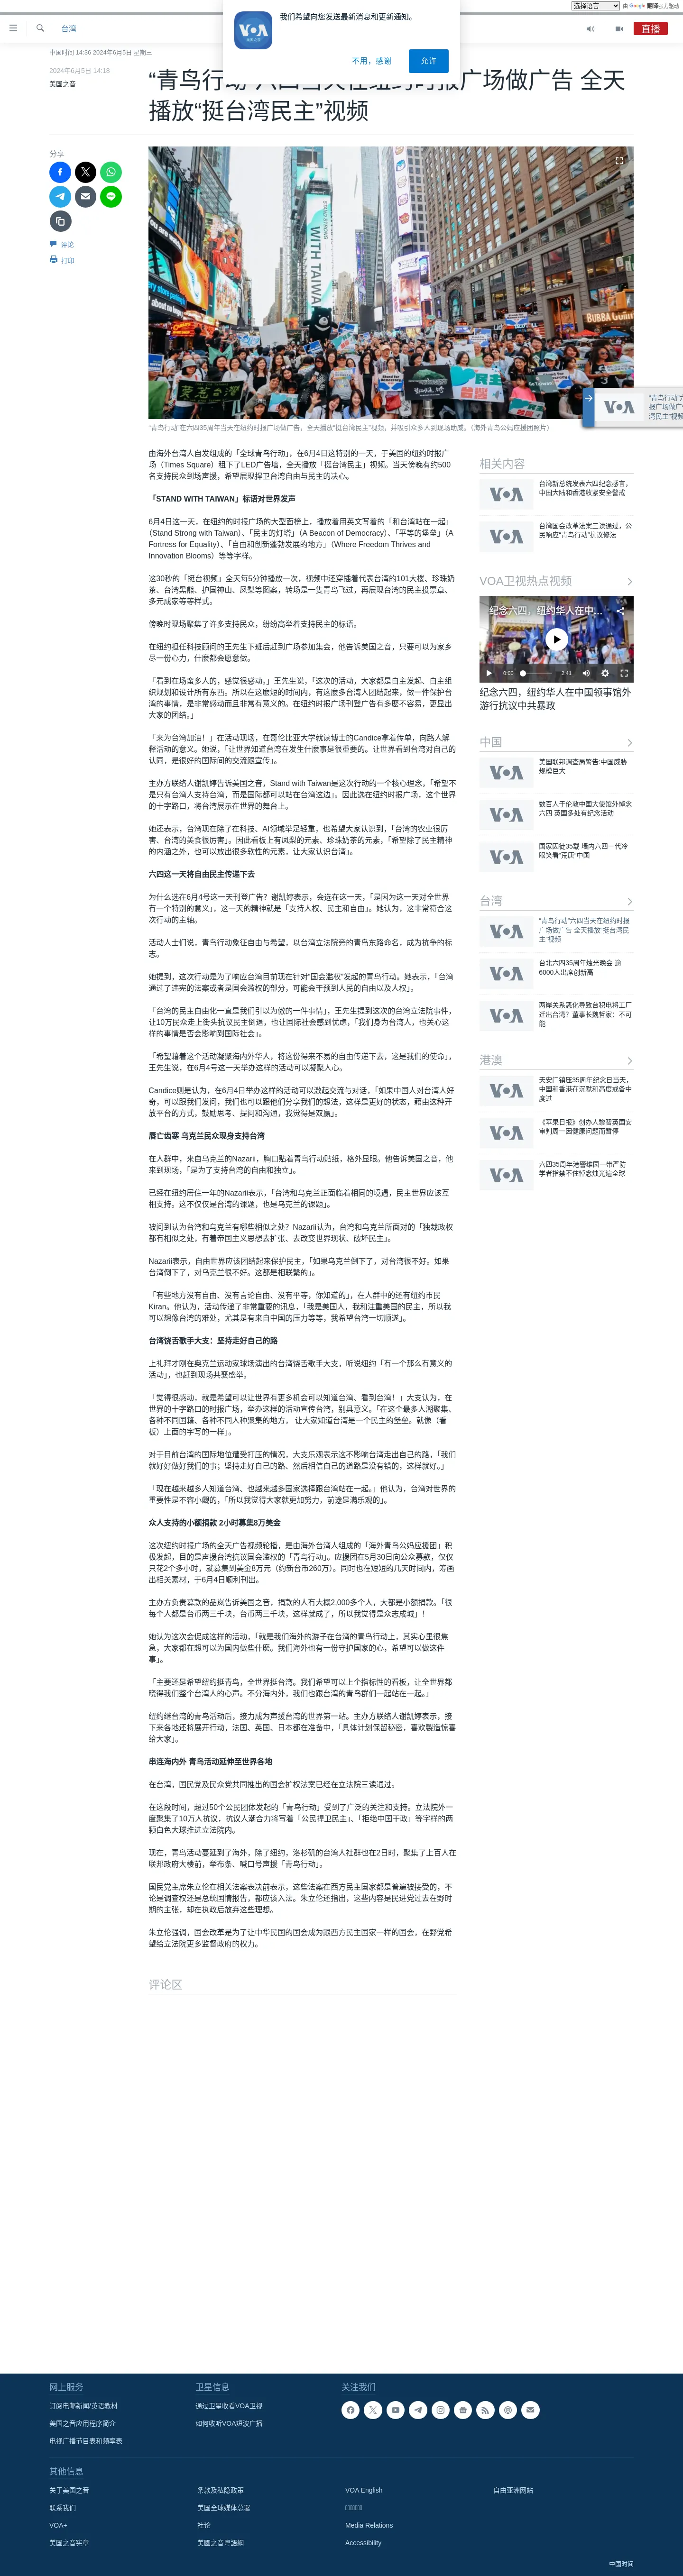 选择语言
由 Google 翻译强力驱动
台湾
直播
我们希望向您发送最新消息和更新通知。
不用，感谢
允许
中国时间 14:36 2024年6月5日 星期三
2024年6月5日 14:16
美国之音
“青鸟行动”六四当天在纽约时报广场做广告 全天播放“挺台湾民主”视频
分享
评论
打印
STRONG WITH TAIWAN
“青鸟行动”在六四35周年当天在纽约时报广场做广告，全天播放“挺台湾民主”视频，并吸引众多人到现场助威。（海外青鸟公妈应援团照片）
由海外台湾人自发组成的「全球青鸟行动」，在6月4日这特别的一天，于美国的纽约时报广场（Times Square）租下了LED广告墙，全天播放「挺台湾民主」视频。当天傍晚有约500名支持民众到场声援，希望展现捍卫台湾自由与民主的决心。
「STAND WITH TAIWAN」标语对世界发声
6月4日这一天，在纽约的时报广场的大型面榜上，播放着用英文写着的「和台湾站在一起」（Stand Strong with Taiwan）、「民主的灯塔」（A Beacon of Democracy）、「平等的堡垒」（A Fortress for Equality）、「自由和创新蓬勃发展的地方」（Where Freedom Thrives and Innovation Blooms）等等字样。
这30秒的「挺台视频」全天每5分钟播放一次，视频中还穿插着代表台湾的101大楼、珍珠奶茶、台湾黑熊、护国神山、凤梨等图案，转场是一只隻青鸟飞过，再展现台湾的民主投票章、多元成家等等样式。
傍晚时现场聚集了许多支持民众，纷纷高举着支持民主的标语。
在纽约担任科技顾问的王先生下班后赶到了广场参加集会，他告诉美国之音，只要可以为家乡尽一份心力，什麽都会愿意做。
「看到在场蛮多人的，感觉很感动。」王先生说，「这次的活动，大家都是自主发起、自主组织规划和设计所有东西。所以在这麽短的时间内，有这麽多台湾人团结起来，做一件保护台湾的事情，是非常感动而且非常有意义的。在纽约时报广场刊登广告有多麽不容易，更显出大家的团结。」
「来为台湾加油！」在活动现场，在哥伦比亚大学就读博士的Candice拿着传单，向路人解释活动的意义。她说，「让世界知道台湾在发生什麽事是很重要的。让世界看到台湾对自己的认同，是很好的国际间的交流跟宣传」。
主办方联络人谢凯婷告诉美国之音，Stand with Taiwan是这次行动的一个核心理念，「希望不是只有台湾人支持台湾，而是国际都可以站在台湾这边」。因此选在纽约时报广场，这个世界的十字路口，将台湾展示在世界的舞台上。
她还表示，台湾现在除了在科技、AI领域举足轻重，也希望大家认识到，「台湾的农业很厉害、台湾的美食很厉害」。因此看板上有凤梨的元素、珍珠奶茶的元素，「希望除了民主精神的内涵之外，也可以放出很多软性的元素，让大家认识台湾」。
六四这一天将自由民主传递下去
为什么选在6月4号这一天刊登广告？谢凯婷表示，会选在这一天，「是因为这一天对全世界有一个特别的意义」，这一天的精神就是「支持人权、民主和自由」。她认为，这非常符合这次行动的主轴。
活动人士们说，青鸟行动象征自由与希望，以台湾立法院旁的青岛东路命名，成为抗争的标志。
她提到，这次行动是为了响应台湾目前现在针对“国会滥权”发起的青鸟行动。她表示，「台湾通过了违宪的法案或者是国会滥权的部分，可能会干预到人民的自由以及人权」。
「台湾的民主自由化一直是我们引以为傲的一件事情」，王先生提到这次的台湾立法院事件，让10万民众走上街头抗议民主倒退，也让国际社会感到忧虑，「我们身为台湾人，也关心这样的事情是否会影响到国际社会」。
「希望藉着这个活动凝聚海内外华人，将这份得来不易的自由传递下去，这是我们的使命」，王先生说，在6月4号这一天举办这样的活动可以凝聚人心。
Candice则是认为，在6月4日举办这样的活动可以激起交流与对话，「如果中国人对台湾人好奇，可以跟我们发问，我们也可以跟他们分享我们的想法，这样是更好的状态，藉由这种开放平台的方式，鼓励思考、提问和沟通，我觉得是双赢」。
唇亡齿寒 乌克兰民众现身支持台湾
在人群中，来自乌克兰的Nazarii，胸口贴着青鸟行动贴纸，格外显眼。他告诉美国之音，他来到现场，「是为了支持台湾的自由和独立」。
已经在纽约居住一年的Nazarii表示，「台湾和乌克兰正面临着相同的境遇，民主世界应该互相支持。这不仅仅是台湾的课题，也是乌克兰的课题」。
被问到认为台湾和乌克兰有哪些相似之处？Nazarii认为，台湾和乌克兰所面对的「独裁政权都有相似之处，有着帝国主义思想去扩张、去改变世界现状、破坏民主」。
Nazarii表示，自由世界应该团结起来保护民主，「如果乌克兰倒下了，对台湾很不好。如果台湾倒下了，对乌克兰很不好。这都是相联繫的」。
「有些地方没有自由、没有言论自由、没有平等，你知道的」，在人群中的还有纽约市民Kiran。他认为，活动传递了非常重要的讯息，「我是美国人，我和注重美国的民主，所以我可以想像台湾的难处，尤其是有来自中国的压力等等，我希望台湾一切顺遂」。
台湾饶舌歌手大支：坚持走好自己的路
上礼拜才刚在奥克兰运动家球场演出的台湾饶舌歌手大支，听说纽约「有一个那么有意义的活动」，也赶到现场共襄盛举。
「觉得很感动，就是希望可以让世界有更多机会可以知道台湾、看到台湾！」大支认为，在世界的十字路口的时报广场，举办这样的活动宣传台湾，别具意义。「在这个最多人潮聚集、各种不同国籍、各种不同人种聚集的地方， 让大家知道台湾是一个民主的堡垒。就像（看板）上面的字写的一样」。
对于目前台湾的国际地位遭受打压的情况，大支乐观表示这不影响台湾走出自己的路，「我们就好好做好我们的事；坚持走好自己的路、然后相信自己的道路是没有错的，这样就好。」
「现在越来越多人知道台湾、也越来越多国家选择跟台湾站在一起。」他认为，台湾对世界的重要性是不容小觑的，「所以我觉得大家就更加努力，前途是满乐观的」。
众人支持的小额捐款 2小时募集8万美金
这次纽约时报广场的全天广告视频轮播，是由海外台湾人组成的「海外青鸟公妈应援团」积极发起，目的是声援台湾抗议国会滥权的「青鸟行动」。应援团在5月30日向公众募款，仅仅只花2个多小时，就募集到美金8万元（约新台币260万）。同时也在短短的几天时间内，筹画出相关素材，于6月4日顺利刊出。
主办方负责募款的品岚告诉美国之音，捐款的人有大概2,000多个人，大都是小额捐款。「很每个人都是台币两三千块，台币两三千块，这样就成了，所以我觉得是众志成城」！
她认为这次会促成这样的活动，「就是我们海外的游子在台湾的青鸟行动上，其实心里很焦急，大家都在想可以为国内做些什麽。我们海外也有一份守护国家的心，希望可以做这件事」。
「主要还是希望纽约挺青鸟，全世界挺台湾。我们希望可以上个指标性的看板，让全世界都晓得我们整个台湾人的心声。不分海内外，我们也跟台湾的青鸟群们一起站在一起。」
纽约继台湾的青鸟活动后，接力成为声援台湾的世界第一站。主办方联络人谢凯婷表示，接下来各地还将展开行动，法国、英国、日本都在准备中，「具体计划保留秘密，喜欢製造惊喜给大家」。
串连海内外 青鸟活动延伸至世界各地
在台湾，国民党及民众党共同推出的国会扩权法案已经在立法院三读通过。
在这段时间，超过50个公民团体发起的「青鸟行动」受到了广泛的关注和支持。立法院外一度聚集了10万人抗议，抗议人潮合力将写着「公民捍卫民主」、「拒绝中国干政」等字样的两颗白色大球推进立法院内。
现在，青鸟活动蔓延到了海外，除了纽约，洛杉矶的台湾人社群也在2日时，聚集了上百人在联邦政府大楼前，举布条、喊口号声援「青鸟行动」。
国民党主席朱立伦在相关法案表决前表示，这些法案在西方民主国家都是普遍被接受的，不论是调查权还是总统国情报告，都应该入法。朱立伦还指出，这些内容是民进党过去在野时期的主张，却在执政后放弃这些理想。
朱立伦强调，国会改革是为了让中华民国的国会成为跟西方民主国家一样的国会，在野党希望给立法院更多监督政府的权力。
评论区
相关内容
台湾新总统发表六四纪念感言，中国大陆和香港收紧安全警戒
台湾国会改革法案三读通过，公民响应“青鸟行动”抗议修法
VOA卫视热点视频
纪念六四，纽约华人在中...
0:00
2:41
纪念六四，纽约华人在中国领事馆外游行抗议中共暴政
中国
美国联邦调查局警告:中国威胁规模巨大
数百人于伦敦中国大使馆外悼念六四 英国多处有纪念活动
国家囚徒35载 墙内六四一代冷眼笑看“荒唐”中国
台湾
“青鸟行动”六四当天在纽约时报广场做广告 全天播放“挺台湾民主”视频
台北六四35周年烛光晚会 逾6000人出席创新高
两岸关系恶化导致台积电将工厂迁出台湾？董事长魏哲家：不可能
港澳
天安门镇压35周年纪念日当天，中国和香港在沉默和高度戒备中度过
《苹果日报》创办人黎智英国安审判周一因健康问题而暂停
六四35周年港警维园一带严防 学者指禁不住悼念烛光遍全球
网上服务
订阅电邮新闻/英语教材
美国之音应用程序简介
电视广播节目表和频率表
卫星信息
通过卫星收看VOA卫视
如何收听VOA短波广播
关注我们
其他信息
关于美国之音
条款及私隐政策
VOA English
自由亚洲网站
联系我们
美国全球媒体总署
VOA+
社论
Media Relations
美国之音宪章
美國之音粵語網
Accessibility
中国时间